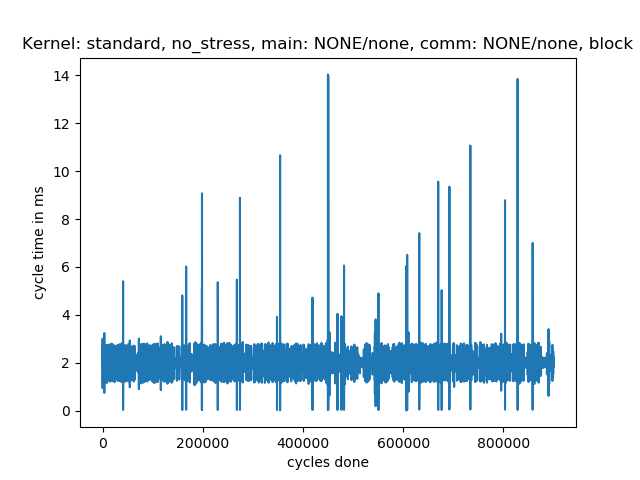 Kernel: standard, no_stress, main: NONE/none, comm: NONE/none, block
14
12
10
8
6
4
2
0
cycle time in ms
0 200000 400000 600000 800000
cycles done